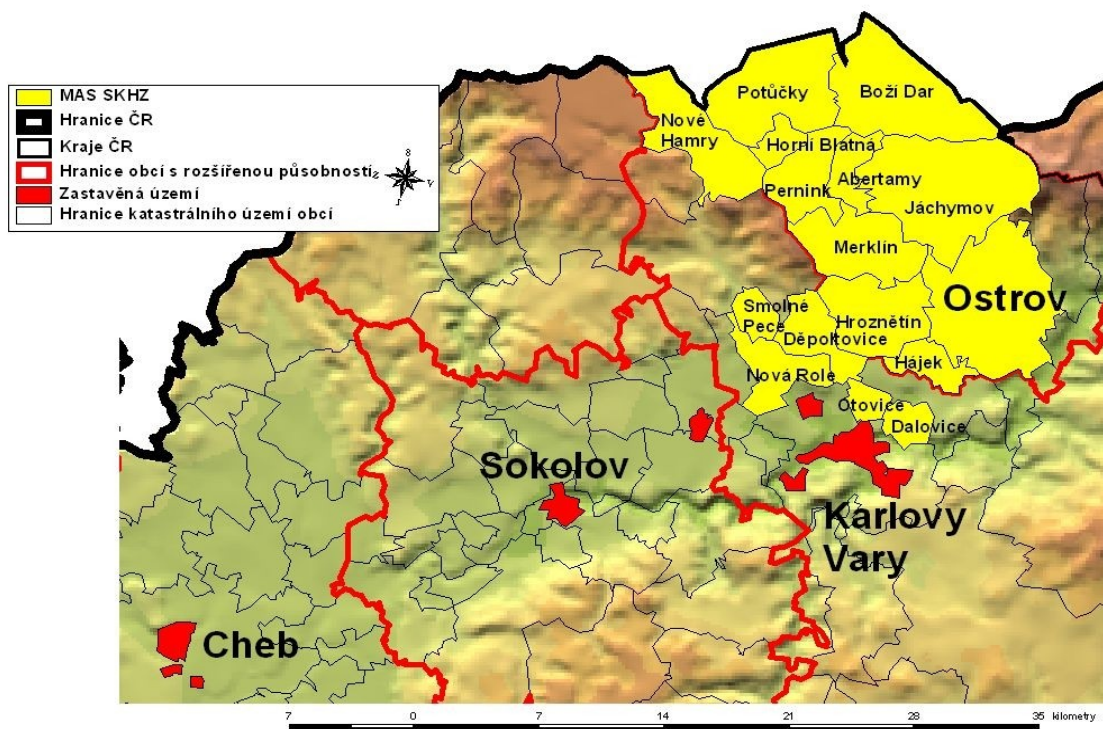 MAS SKHZ
Hranice ČR
Kraje ČR
Hranice obcí s rozšířenou působností
Zastavěná území
Hranice katastrálního území obcí
S
Z
V
J
Potůčky
Boží Dar
Nové
Hamry
Horní Blatná
Pernink
Abertamy
Jáchymov
Merklín
Ostrov
Smolné
Pece
Hroznětín
Děpoltovice
Hájek
Nová Role
Otovice
Dalovice
Sokolov
Karlovy
Vary
Cheb
7 0 7 14 21 28 35 kilometry